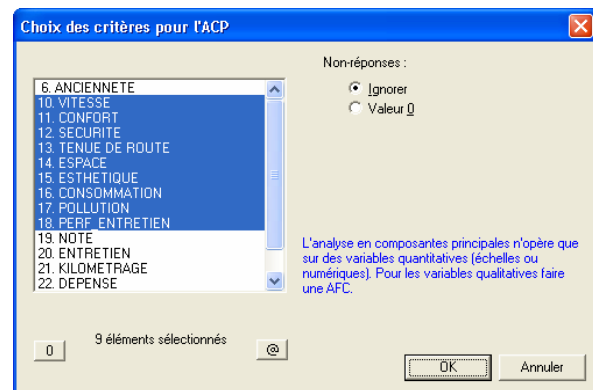 Choix des critères pour l'ACP
Non-réponses :
Ignorer
Valeur 0
6. ANCIENNETE
10. VITESSE
11. CONFORT
12. SECURITE
13. TENUE DE ROUTE
14. ESPACE
15. ESTHETIQUE
16. CONSOMMATION
17. POLLUTION
18. PERF_ENTRETIEN
19. NOTE
20. ENTRETIEN
21. KILOMETRAGE
22. DEPENSE
L'analyse en composantes principales n'opère que
sur des variables quantitatives (échelles ou
numériques). Pour les variables qualitatives faire
une AFC.
0
9 éléments sélectionnés
@
OK
Annuler